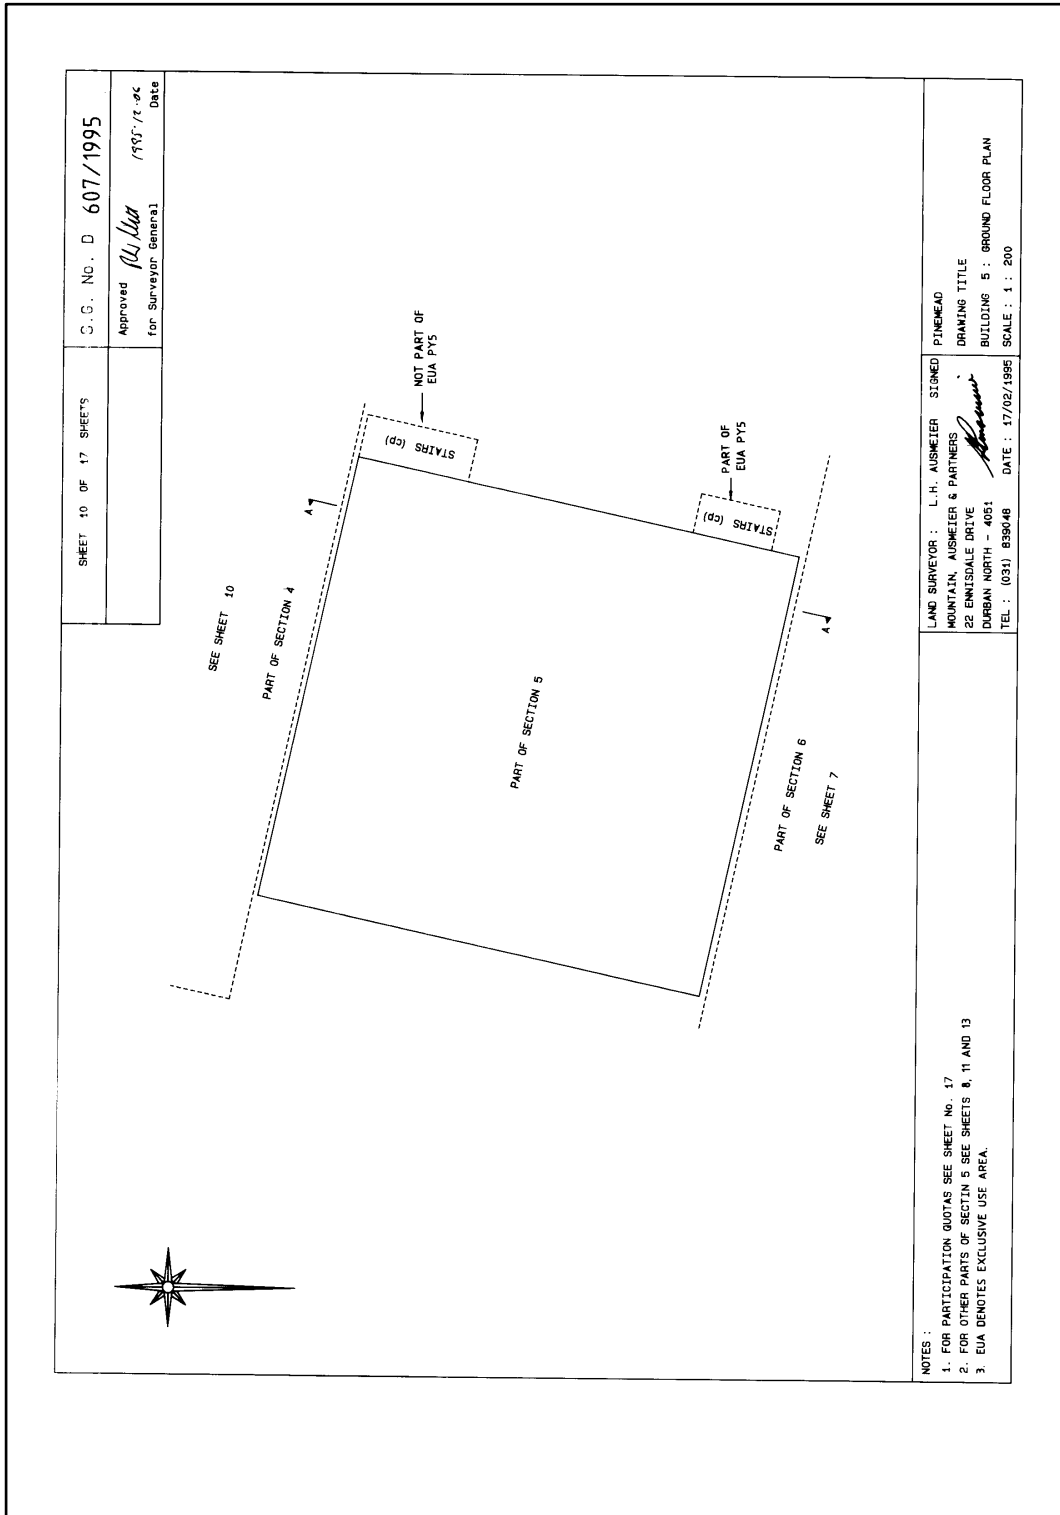 SHEET 10 OF 17 SHEETS
S.G. No. D 607/1995
Approved
1995-12-06
for Surveyor General
Date
SEE SHEET 10
PART OF SECTION 4
A
STAIRS (cp)
NOT PART OF
EUA PY5
PART OF SECTION 5
PART OF
EUA PY5
STAIRS (cp)
A
PART OF SECTION 6
SEE SHEET 7
NOTES :
1. FOR PARTICIPATION QUOTAS SEE SHEET No. 17
2. FOR OTHER PARTS OF SECTIN 5 SEE SHEETS 8, 11 AND 13
3. EUA DENOTES EXCLUSIVE USE AREA.
LAND SURVEYOR : L.H. AUSMEIER SIGNED
MOUNTAIN, AUSMEIER & PARTNERS
22 ENNISDALE DRIVE
DURBAN NORTH - 4051
TEL : (031) 839048 DATE : 17/02/1995
PINEMEAD
DRAWING TITLE
BUILDING 5 : GROUND FLOOR PLAN
SCALE : 1 : 200